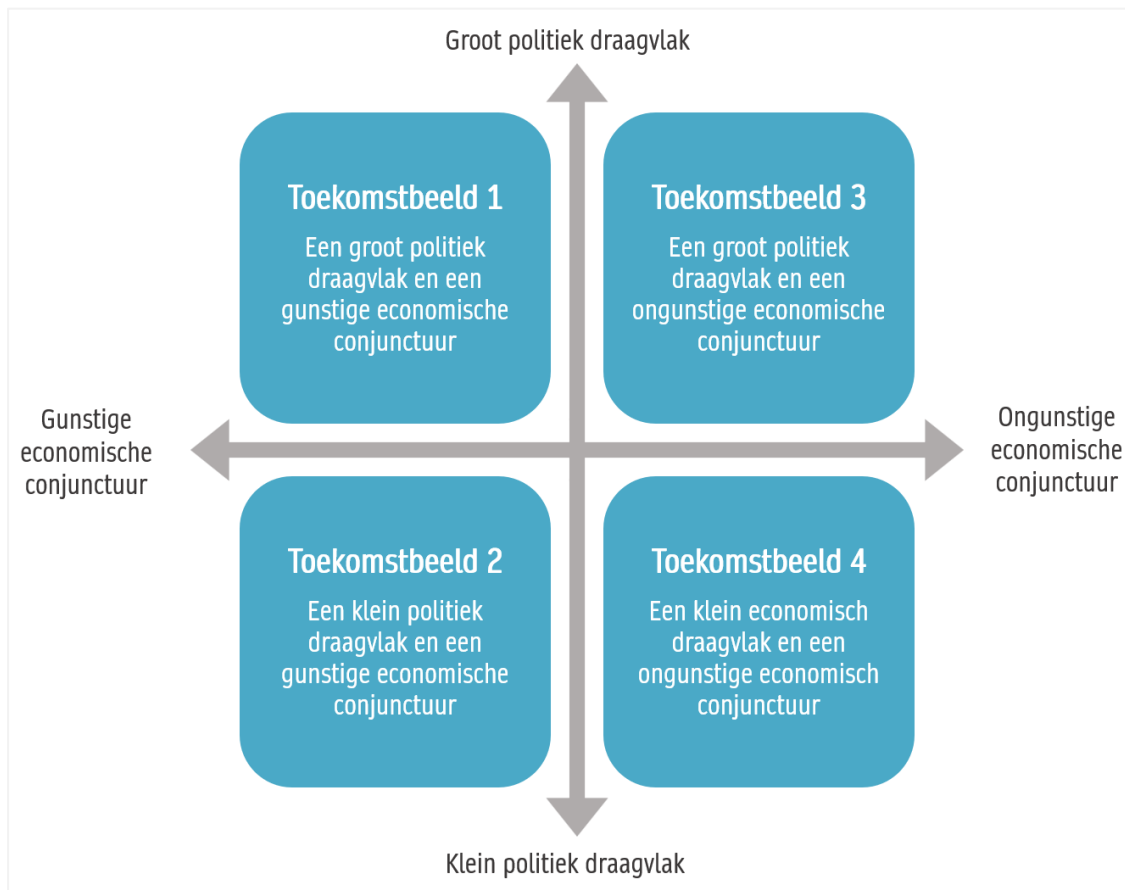 Groot politiek draagvlak
Toekomstbeeld 1
Een groot politiek
draagvlak en een
gunstige economische
conjunctuur
Toekomstbeeld 3
Een groot politiek
draagvlak en een
ongunstige economische
conjunctuur
Gunstige
economische
conjunctuur
Ongunstige
economische
conjunctuur
Toekomstbeeld 2
Een klein politiek
draagvlak en een
gunstige economische
conjunctuur
Toekomstbeeld 4
Een klein economisch
draagvlak en een
ongunstige economisch
conjunctuur
Klein politiek draagvlak